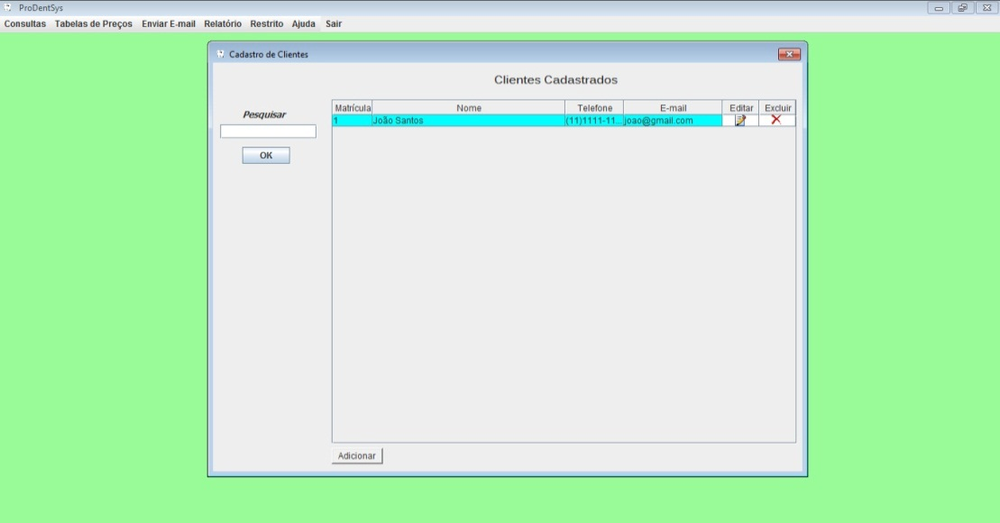 ProDentSys
Consultas Tabelas de Preços Enviar E-mail Relatório Restrito Ajuda Sair
Cadastro de Clientes
Clientes Cadastrados
Pesquisar
OK
Matrícula Nome Telefone E-mail Editar Excluir
1 João Santos (11)1111-11... joao@gmail.com
Adicionar